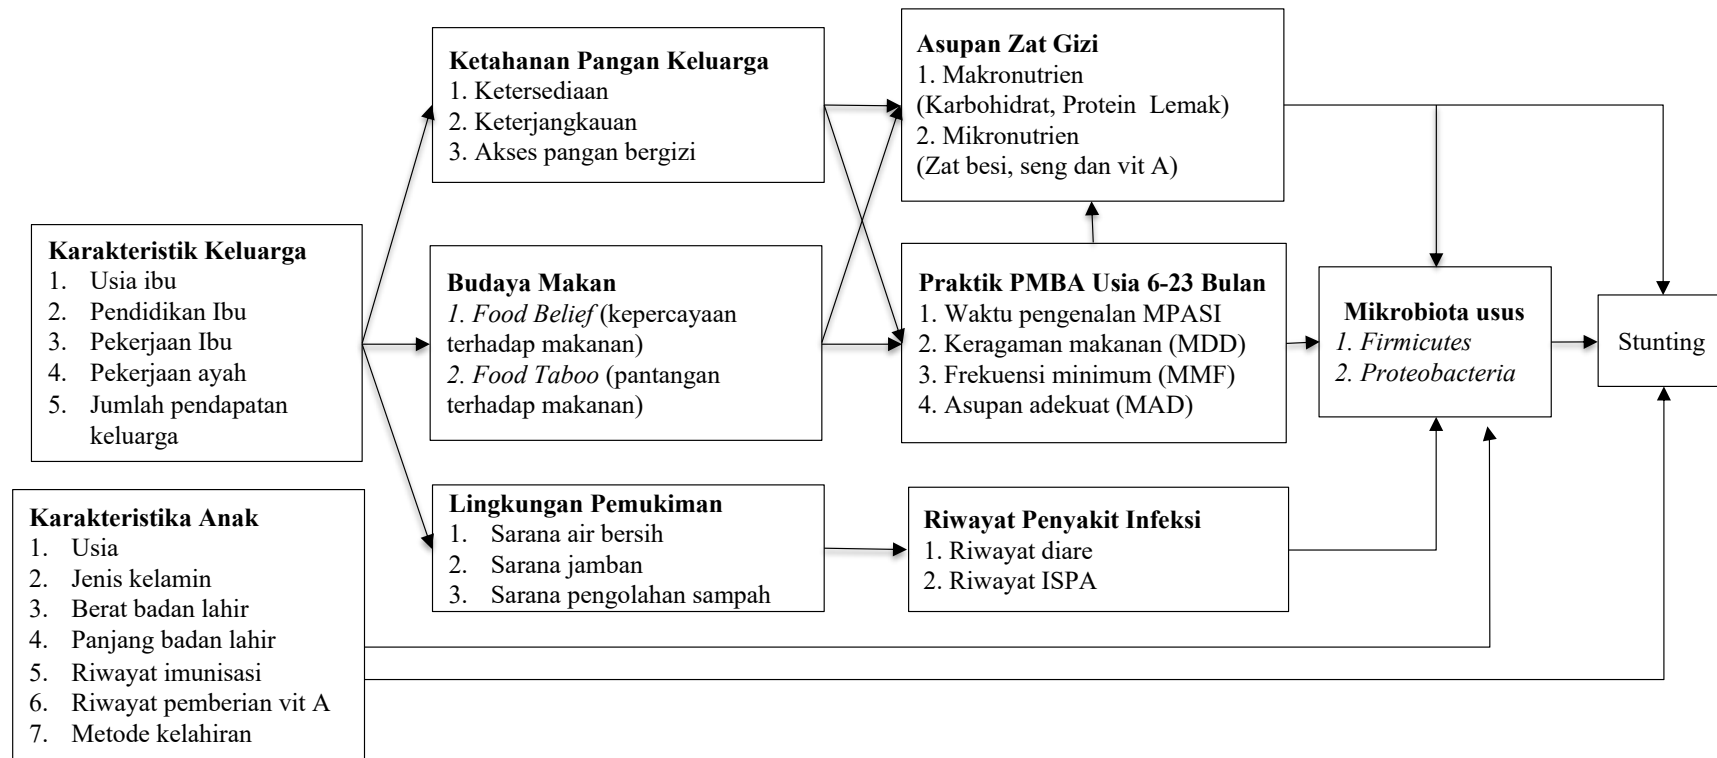 Karakteristik Keluarga
1. Usia ibu
2. Pendidikan Ibu
3. Pekerjaan Ibu
4. Pekerjaan ayah
5. Jumlah pendapatan
keluarga
Karakteristika Anak
1. Usia
2. Jenis kelamin
3. Berat badan lahir
4. Panjang badan lahir
5. Riwayat imunisasi
6. Riwayat pemberian vit A
7. Metode kelahiran
Ketahanan Pangan Keluarga
1. Ketersediaan
2. Keterjangkauan
3. Akses pangan bergizi
Budaya Makan
1. Food Belief (kepercayaan
terhadap makanan)
2. Food Taboo (pantangan
terhadap makanan)
Lingkungan Pemukiman
1. Sarana air bersih
2. Sarana jamban
3. Sarana pengolahan sampah
Asupan Zat Gizi
1. Makronutrien
(Karbohidrat, Protein Lemak)
2. Mikronutrien
(Zat besi, seng dan vit A)
Praktik PMBA Usia 6-23 Bulan
1. Waktu pengenalan MPASI
2. Keragaman makanan (MDD)
3. Frekuensi minimum (MMF)
4. Asupan adekuat (MAD)
Riwayat Penyakit Infeksi
1. Riwayat diare
2. Riwayat ISPA
Mikrobiota usus
1. Firmicutes
2. Proteobacteria
Stunting